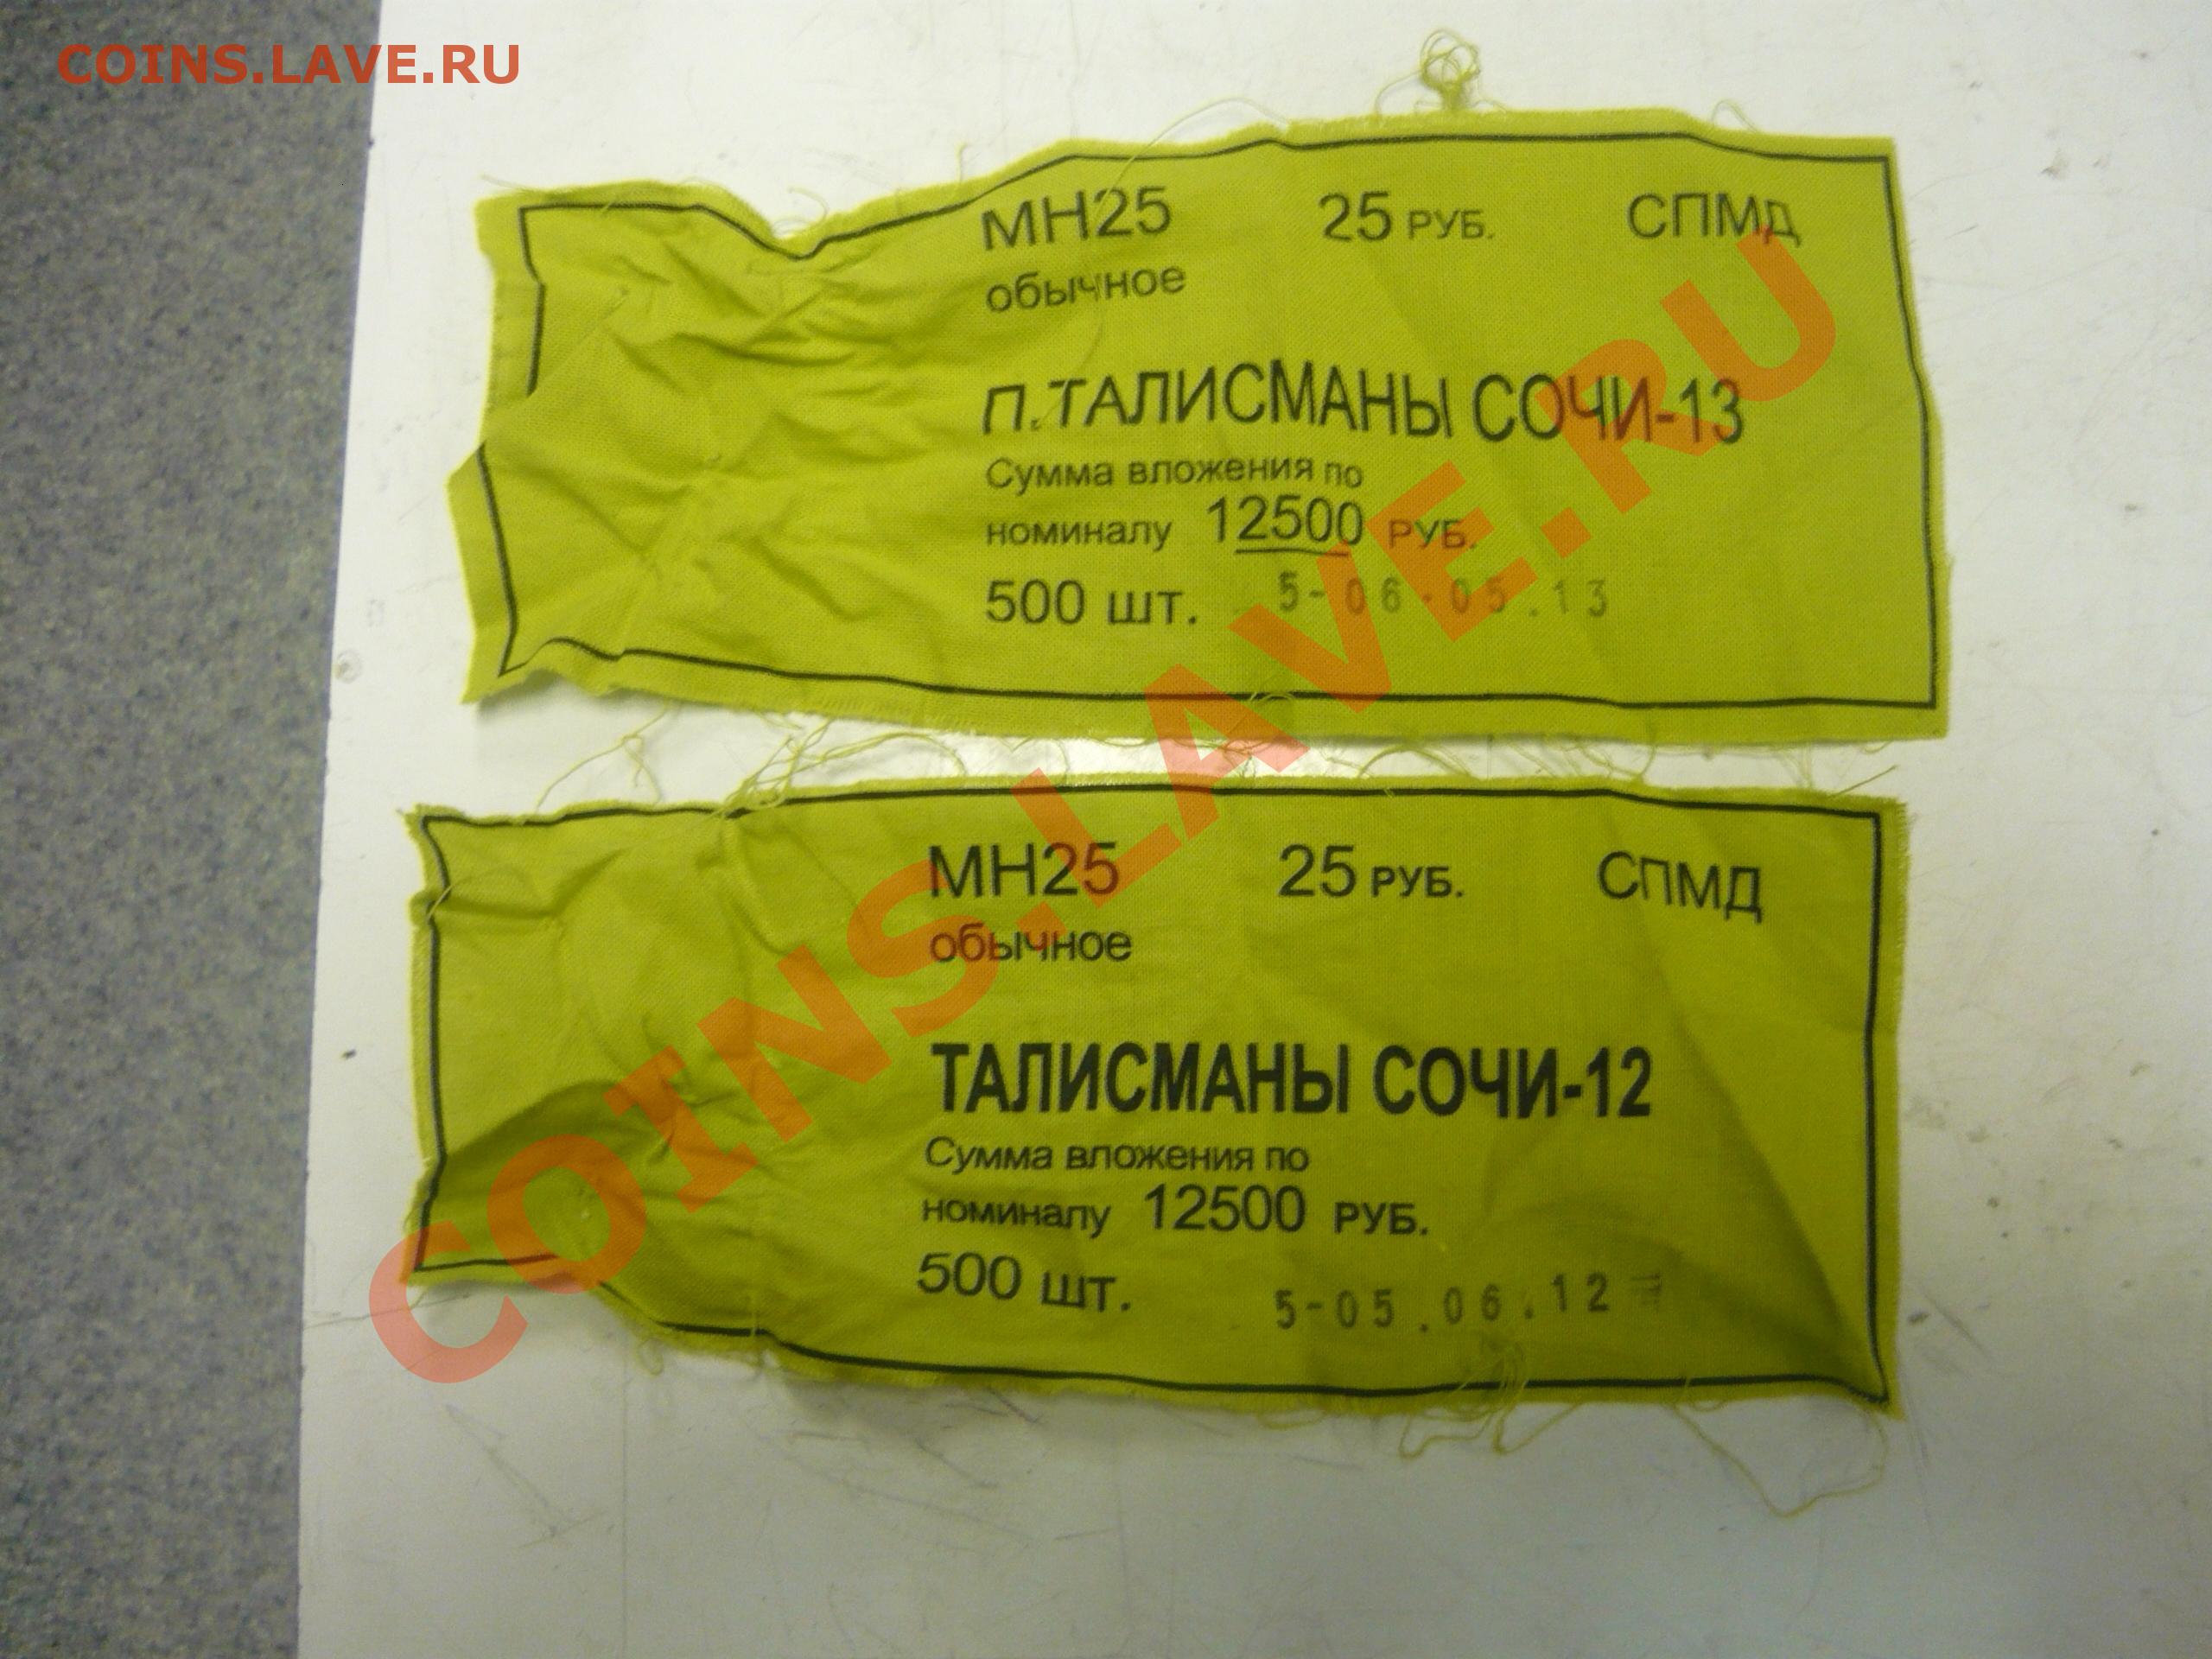 COINS.LAVE.RU
МН25 25 РУБ. СПМД
обычное
П.ТАЛИСМАНЫ СОЧИ-13
Сумма вложения по
номиналу 12500 РУБ.
500 шт. 5-06.05.13
МН25 25 РУБ. СПМД
обычное
ТАЛИСМАНЫ СОЧИ-12
Сумма вложения по
номиналу 12500 РУБ.
500 шт. 5-05.06.12
COINS.LAVE.RU